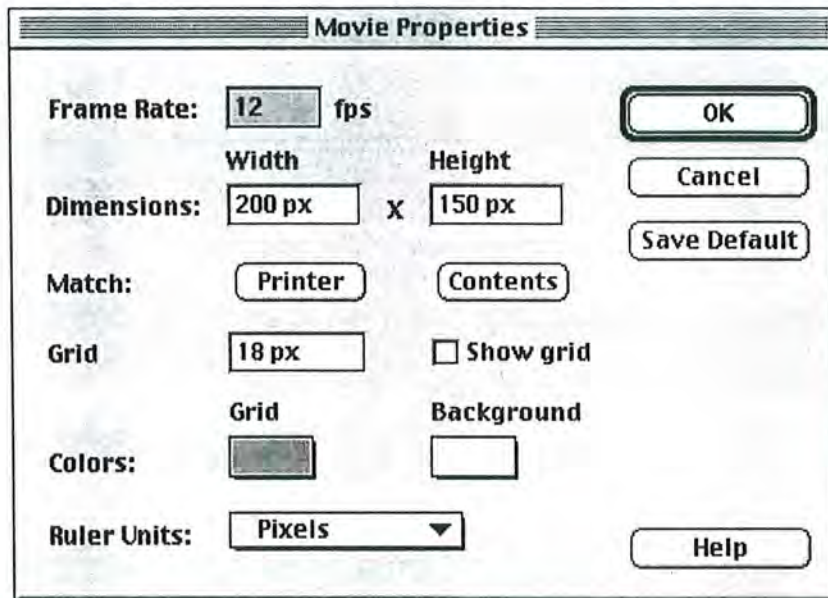 Movie Properties
Frame Rate: 12 fps
OK
Width Height
Cancel
Dimensions: 200 px x 150 px
Save Default
Match: Printer Contents
Grid 18 px Show grid
Grid Background
Colors:
Ruler Units: Pixels
Help